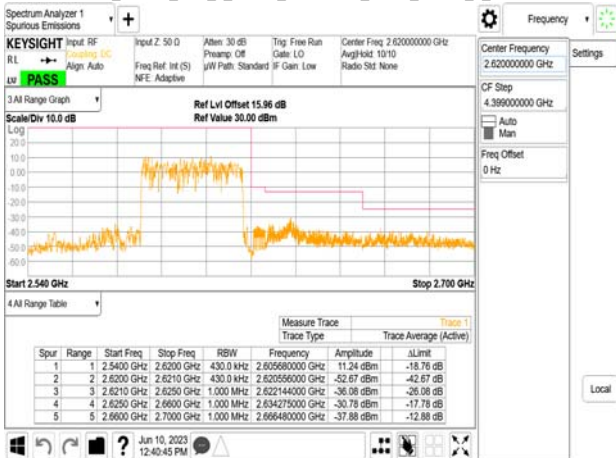 Spectrum Analyzer 1
Spurious Emissions
Frequency
KEYSIGHT
Input: RF
Coupling: DC
Align: Auto
Input Z: 50 Ω
Freq Ref: Int (S)
NFE: Adaptive
Atten: 30 dB
Preamp: Off
µW Path: Standard
Trig: Free Run
Gate: LO
IF Gain: Low
Center Freq: 2.620000000 GHz
Avg|Hold: 10/10
Radio Std: None
RL
LV
PASS
Center Frequency
2.620000000 GHz
Settings
CF Step
4.399000000 GHz
Auto
Man
Freq Offset
0 Hz
Local
3 All Range Graph
Scale/Div 10.0 dB
Ref Lvl Offset 15.96 dB
Ref Value 30.00 dBm
Log
20.0
10.0
0.00
-10.0
-20.0
-30.0
-40.0
-50.0
-60.0
Start 2.540 GHz
Stop 2.700 GHz
4 All Range Table
Measure Trace Trace 1
Trace Type Trace Average (Active)
Spur Range Start Freq Stop Freq RBW Frequency Amplitude ΔLimit
1 1 2.5400 GHz 2.6200 GHz 430.0 kHz 2.605680000 GHz 11.24 dBm -18.76 dB
2 2 2.6200 GHz 2.6210 GHz 430.0 kHz 2.620556000 GHz -52.67 dBm -42.67 dB
3 3 2.6210 GHz 2.6250 GHz 1.000 MHz 2.622144000 GHz -36.08 dBm -26.08 dB
4 4 2.6250 GHz 2.6600 GHz 1.000 MHz 2.634275000 GHz -30.78 dBm -17.78 dB
5 5 2.6600 GHz 2.7000 GHz 1.000 MHz 2.666480000 GHz -37.88 dBm -12.88 dB
Jun 10, 2023
12:40:45 PM